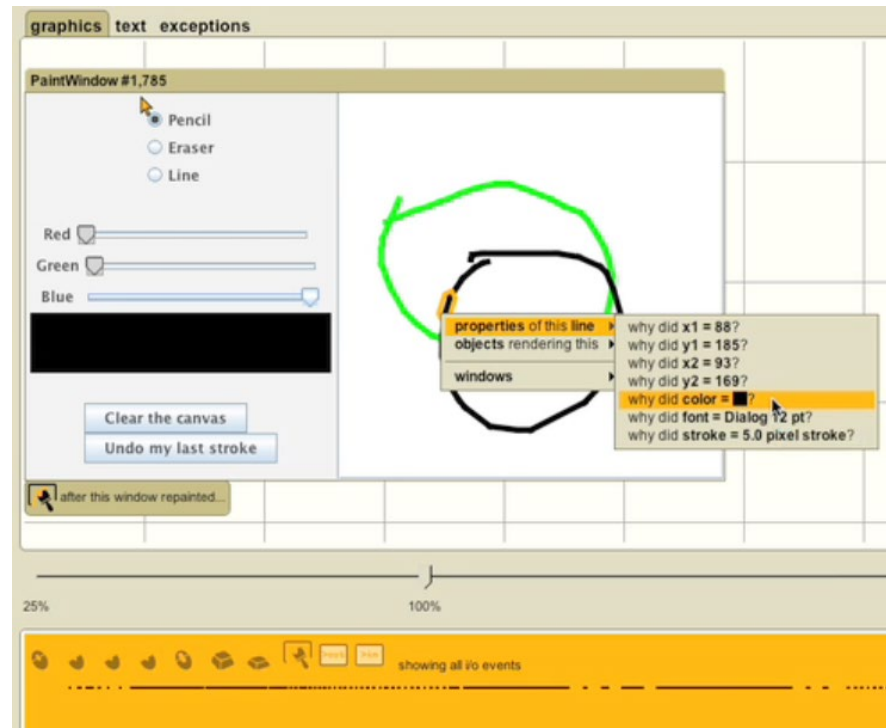 graphics text exceptions
PaintWindow #1,785
Pencil
Eraser
Line
Red
Green
Blue
Clear the canvas
Undo my last stroke
properties of this line
objects rendering this
windows
why did x1 = 88?
why did y1 = 185?
why did x2 = 93?
why did y2 = 169?
why did color = ?
why did font = Dialog 12 pt?
why did stroke = 5.0 pixel stroke?
after this window repainted...
25%
100%
showing all i/o events